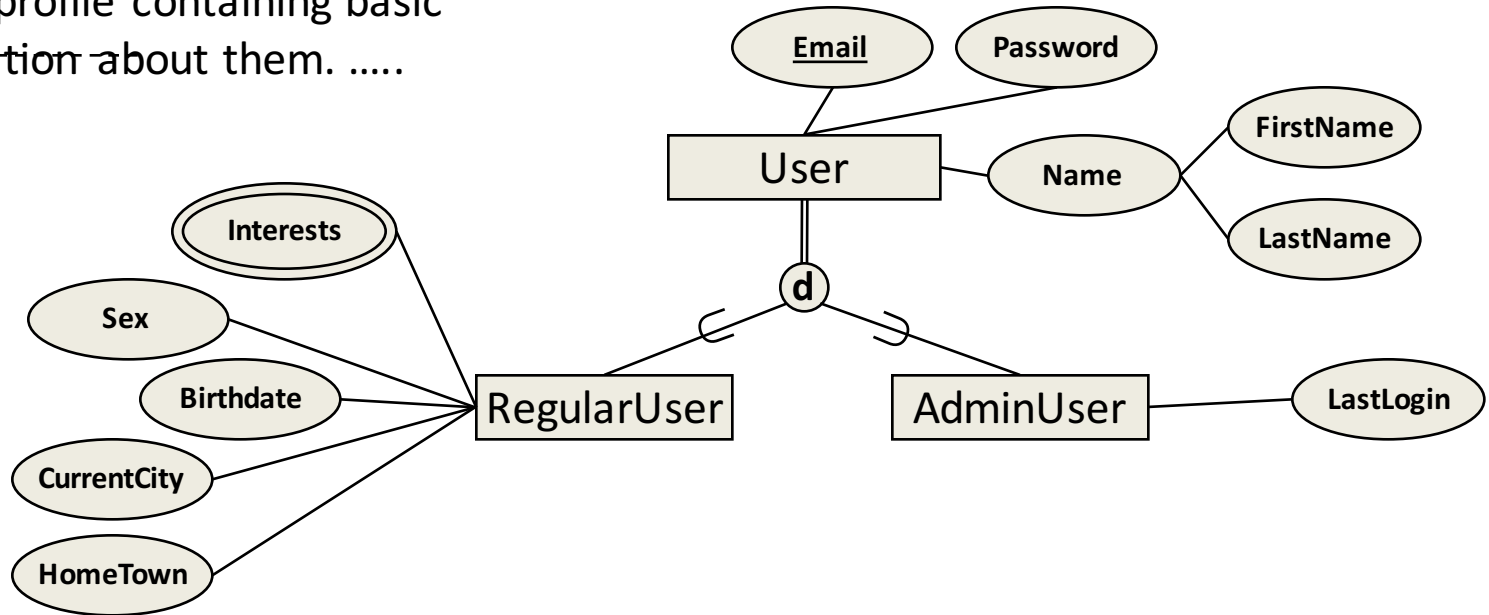 profile containing basic
tion about them. .....
Email
Password
FirstName
User
Name
LastName
Interests
d
Sex
Birthdate
RegularUser
AdminUser
LastLogin
CurrentCity
HomeTown